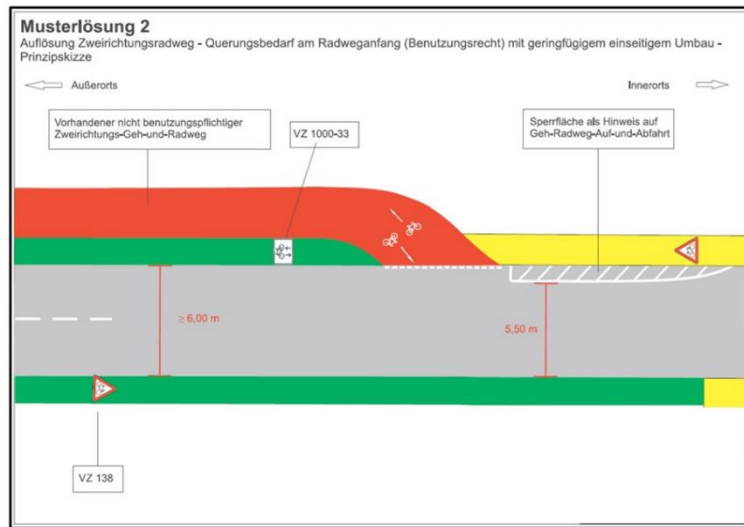 Musterlösung 2
Auflösung Zweirichtungsradweg - Querungsbedarf am Radweganfang (Benutzungsrecht) mit geringfügigem einseitigem Umbau -
Prinzipskizze
Außerorts
Innerorts
Vorhandener nicht benutzungspflichtiger
Zweirichtungs-Geh-und-Radweg
VZ 1000-33
Sperrfläche als Hinweis auf
Geh-Radweg-Auf-und-Abfahrt
≥ 6,00 m
5,50 m
VZ 138